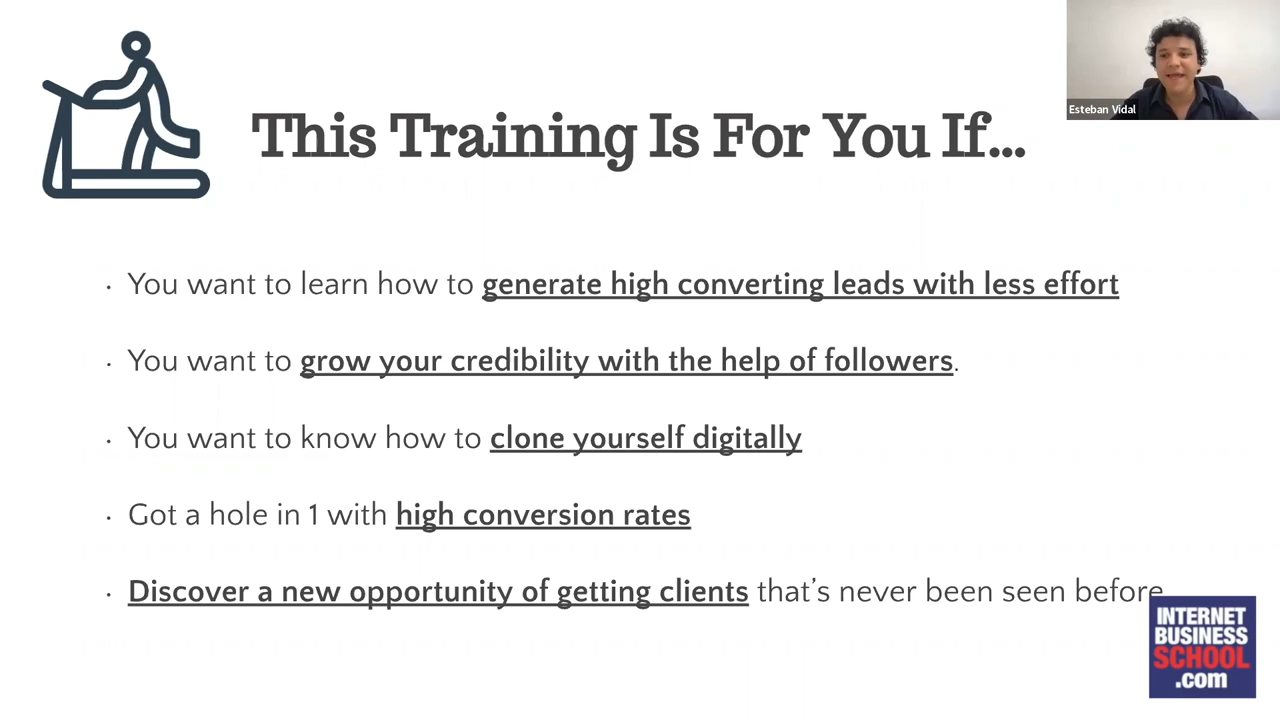 Esteban Vidal
This Training Is For You If...
· You want to learn how to generate high converting leads with less effort
· You want to grow your credibility with the help of followers.
· You want to know how to clone yourself digitally
· Got a hole in 1 with high conversion rates
· Discover a new opportunity of getting clients that’s never been seen before
INTERNET
BUSINESS
SCHOOL
.com